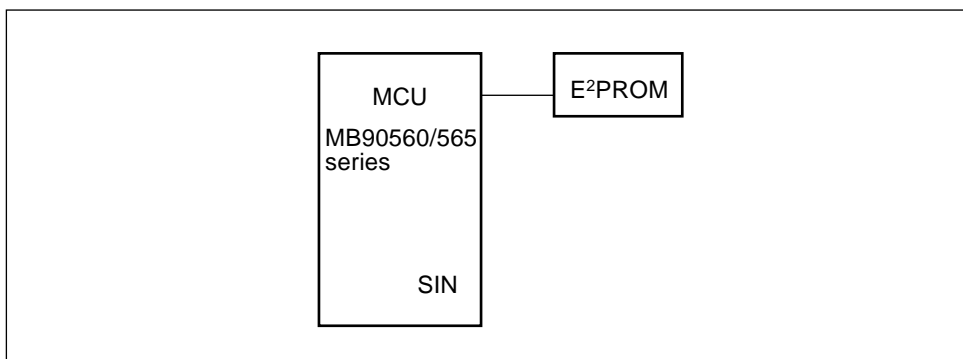 MCU
E²PROM
MB90560/565
series
SIN